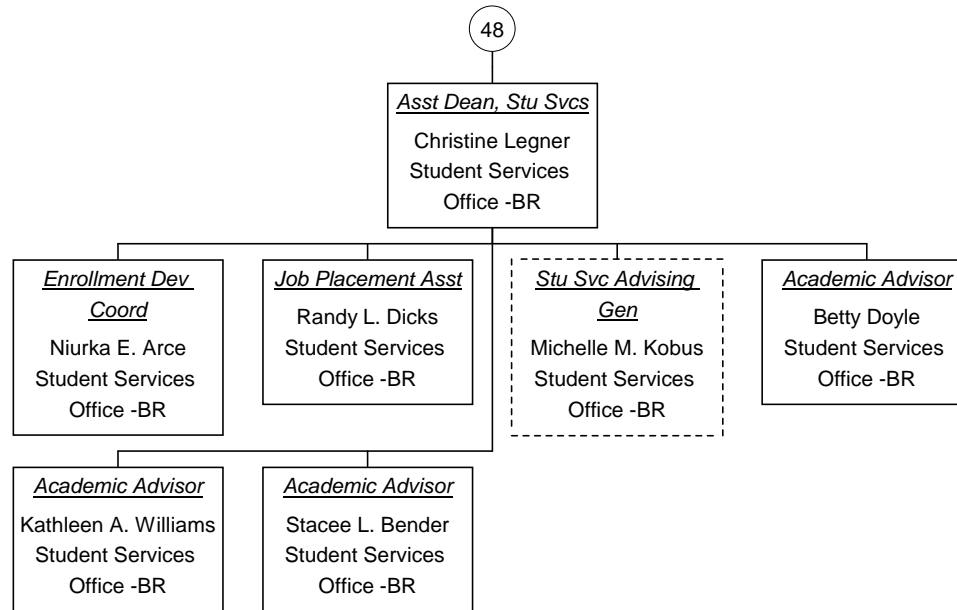 48
Asst Dean, Stu Svcs
Christine Legner
Student Services
Office -BR
Enrollment Dev
Coord
Niurka E. Arce
Student Services
Office -BR
Job Placement Asst
Randy L. Dicks
Student Services
Office -BR
Stu Svc Advising
Gen
Michelle M. Kobus
Student Services
Office -BR
Academic Advisor
Betty Doyle
Student Services
Office -BR
Academic Advisor
Kathleen A. Williams
Student Services
Office -BR
Academic Advisor
Stacee L. Bender
Student Services
Office -BR